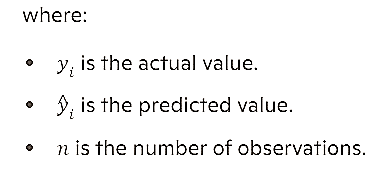 where:
• yᵢ is the actual value.
• ŷᵢ is the predicted value.
• n is the number of observations.